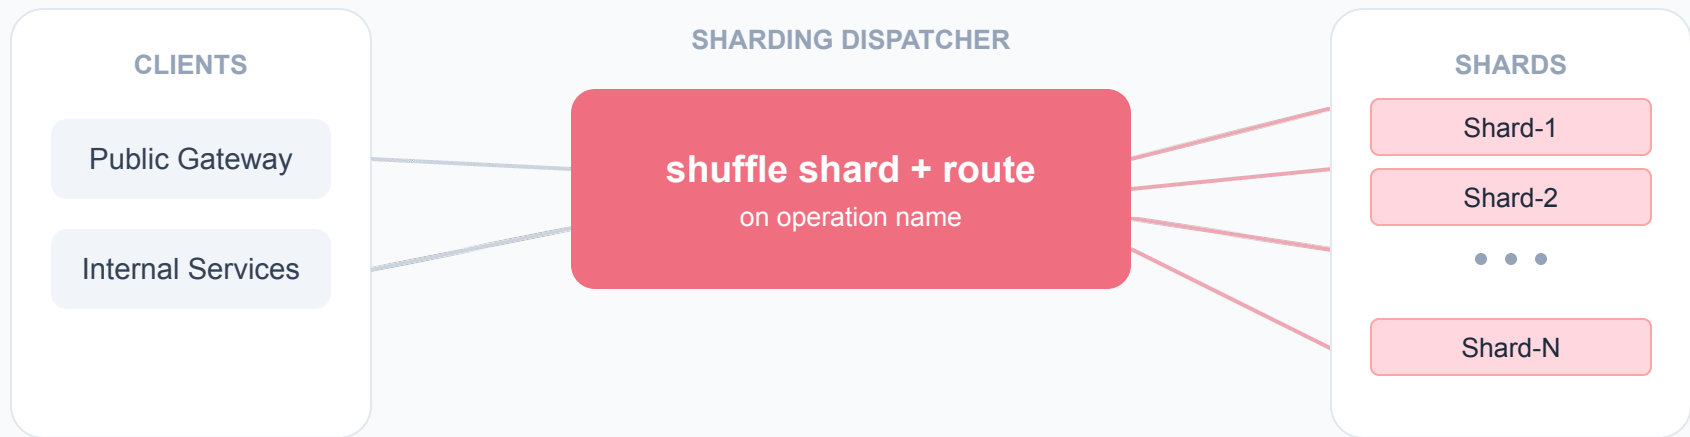 CLIENTS
Public Gateway
Internal Services
SHARDING DISPATCHER
shuffle shard + route
on operation name
SHARDS
Shard-1
Shard-2
Shard-N